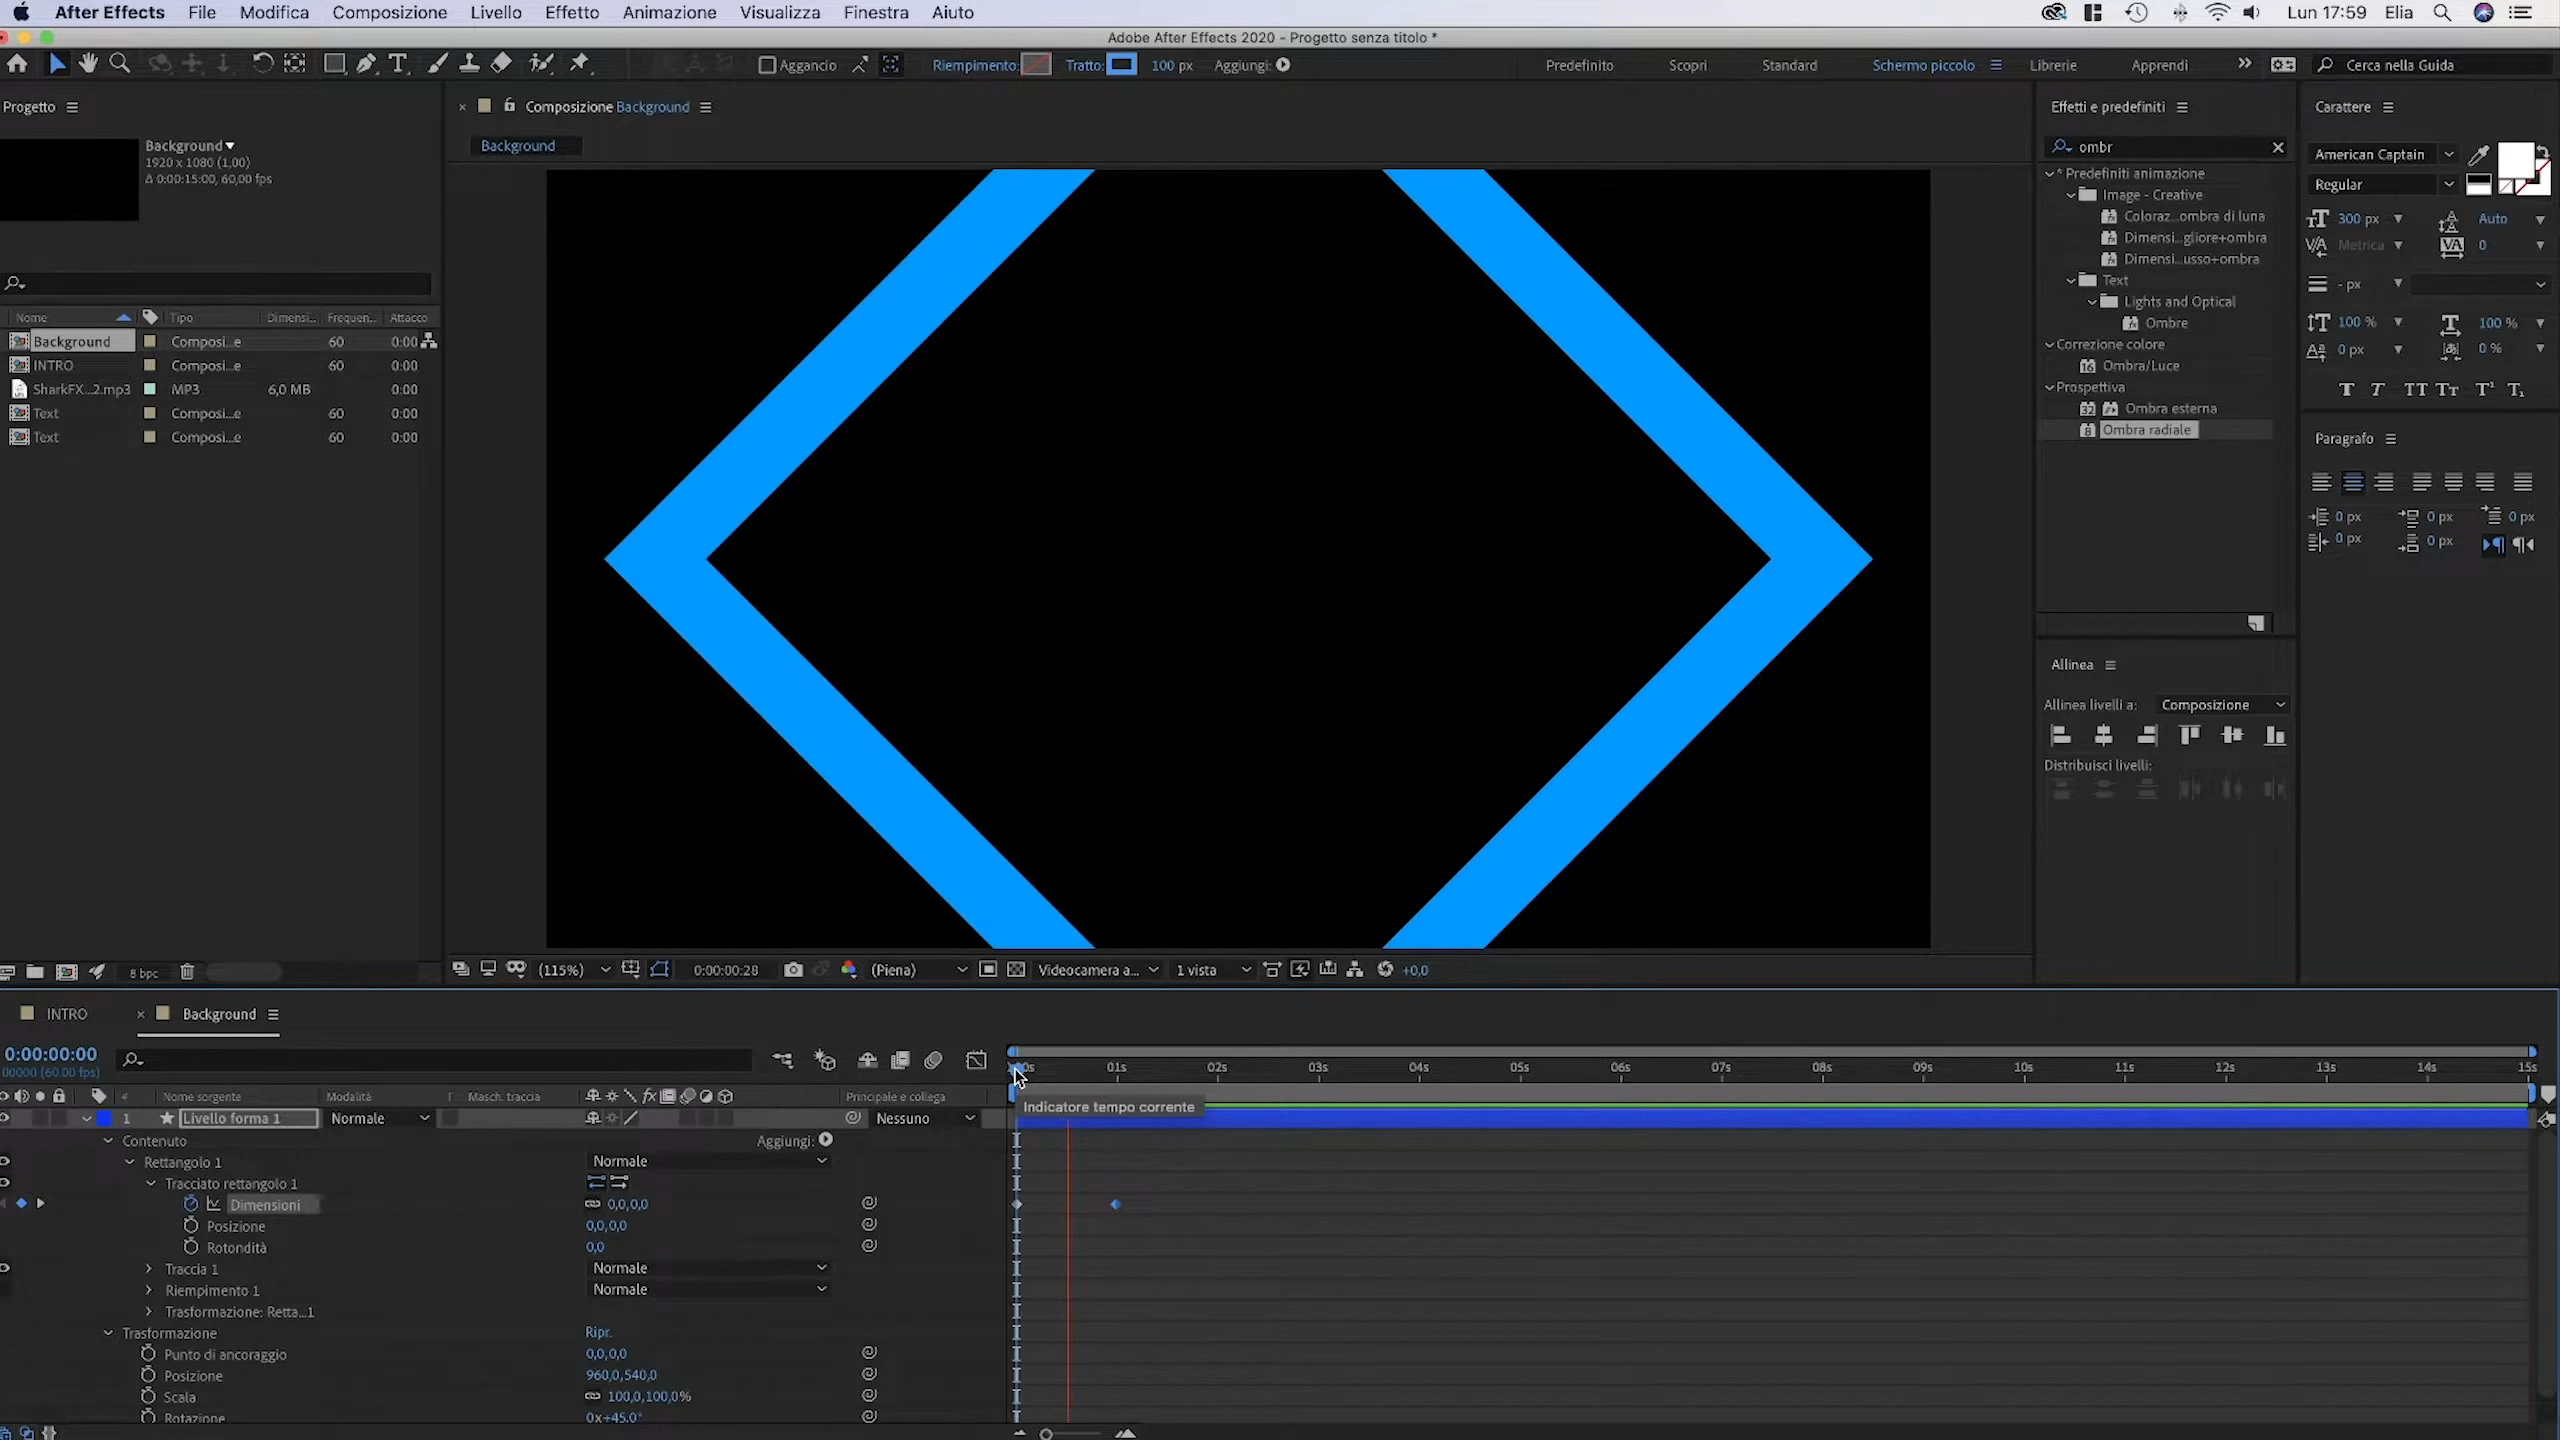 After Effects File Modifica Composizione Livello Effetto Animazione Visualizza Finestra Aiuto Lun 17:59 Elia
Adobe After Effects 2020 - Progetto senza titolo *
Aggancio Riempimento: Tratto: 100 px Aggiungi: Predefinito Scopri Standard Schermo piccolo Librerie Apprendi Cerca nella Guida
Progetto
Background
1920 x 1080 (1,00)
Δ 0:00:15:00, 60,00 fps
Nome Tipo Dimensi... Frequen... Attacco
Background Composi...e 60 0:00
INTRO Composi...e 60 0:00
SharkFX...2.mp3 MP3 6,0 MB 0:00
Text Composi...e 60 0:00
Text Composi...e 60 0:00
8 bpc
Composizione Background
Background
(115%) 0:00:00:28 (Piena) Videocamera a... 1 vista +0,0
Effetti e predefiniti
ombr
* Predefiniti animazione
Image - Creative
Coloraz...ombra di luna
Dimensi...gliore+ombra
Dimensi...usso+ombra
Text
Lights and Optical
Ombre
Correzione colore
Ombra/Luce
Prospettiva
Ombra esterna
Ombra radiale
Allinea
Allinea livelli a: Composizione
Distribuisci livelli:
Carattere
American Captain
Regular
300 px Auto
Metrica 0
- px
100 % 100 %
0 px 0 %
Paragrafo
0 px 0 px 0 px
0 px 0 px
INTRO Background
0:00:00:00
00000 (60.00 fps)
01s 02s 03s 04s 05s 06s 07s 08s 09s 10s 11s 12s 13s 14s 15s
# Nome sorgente Modalità T Masch. traccia Principale e collega
Indicatore tempo corrente
1 Livello forma 1 Normale Nessuno
Contenuto Aggiungi:
Rettangolo 1 Normale
Tracciato rettangolo 1
Dimensioni 0,0,0,0
Posizione 0,0,0,0
Rotondità 0,0
Traccia 1 Normale
Riempimento 1 Normale
Trasformazione: Retta...1
Trasformazione Ripr.
Punto di ancoraggio 0,0,0,0
Posizione 960,0,540,0
Scala 100,0,100,0%
Rotazione 0x+45,0°